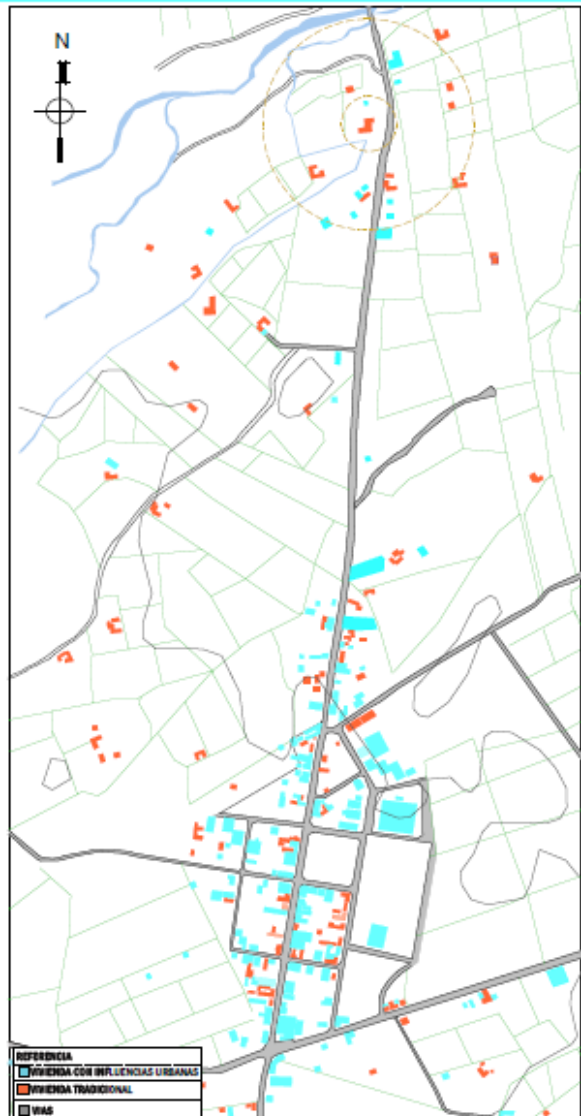 N
REFERENCIA
VIVIENDA CON INFLUENCIAS URBANAS
VIVIENDA TRADICIONAL
VIAS